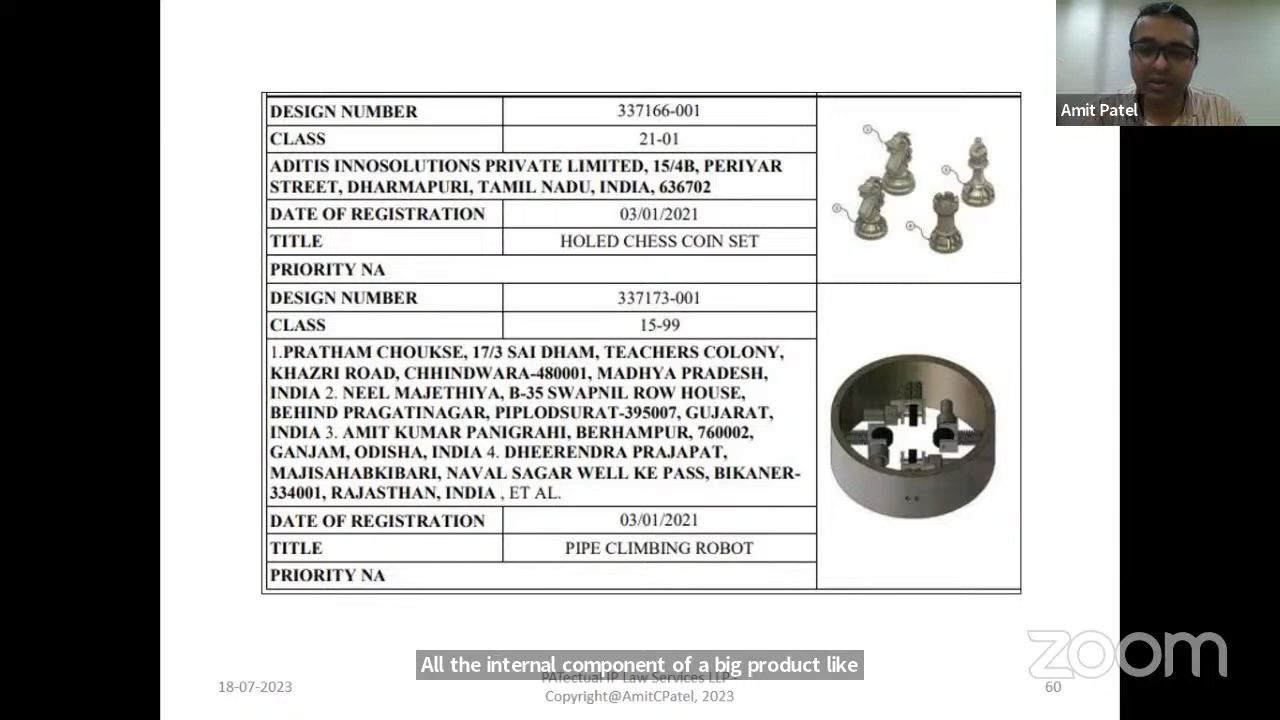 Amit Patel
DESIGN NUMBER 337166-001
CLASS 21-01
ADITIS INNOSOLUTIONS PRIVATE LIMITED, 15/4B, PERIYAR
STREET, DHARMAPURI, TAMIL NADU, INDIA, 636702
DATE OF REGISTRATION 03/01/2021
TITLE HOLED CHESS COIN SET
PRIORITY NA
DESIGN NUMBER 337173-001
CLASS 15-99
1.PRATHAM CHOUKSE, 17/3 SAI DHAM, TEACHERS COLONY,
KHAZRI ROAD, CHHINDWARA-480001, MADHYA PRADESH,
INDIA 2. NEEL MAJETHIYA, B-35 SWAPNIL ROW HOUSE,
BEHIND PRAGATINAGAR, PIPLODSURAT-395007, GUJARAT,
INDIA 3. AMIT KUMAR PANIGRAHI, BERHAMPUR, 760002,
GANJAM, ODISHA, INDIA 4. DHEERENDRA PRAJAPAT,
MAJISAHABKIBARI, NAVAL SAGAR WELL KE PASS, BIKANER-
334001, RAJASTHAN, INDIA , ET AL.
DATE OF REGISTRATION 03/01/2021
TITLE PIPE CLIMBING ROBOT
PRIORITY NA
All the internal component of a big product like
zoom
18-07-2023
PATectual IP Law Services LLP -
Copyright@AmitCPatel, 2023
60